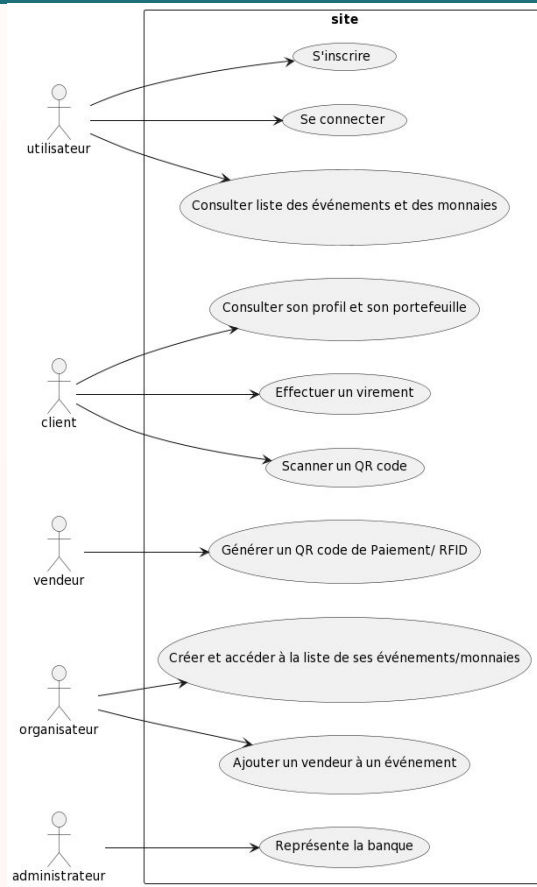 site
S'inscrire
utilisateur
Se connecter
Consulter liste des événements et des monnaies
Consulter son profil et son portefeuille
client
Effectuer un virement
Scanner un QR code
vendeur
Générer un QR code de Paiement/ RFID
organisateur
Créer et accéder à la liste de ses événements/monnaies
Ajouter un vendeur à un événement
administrateur
Représente la banque